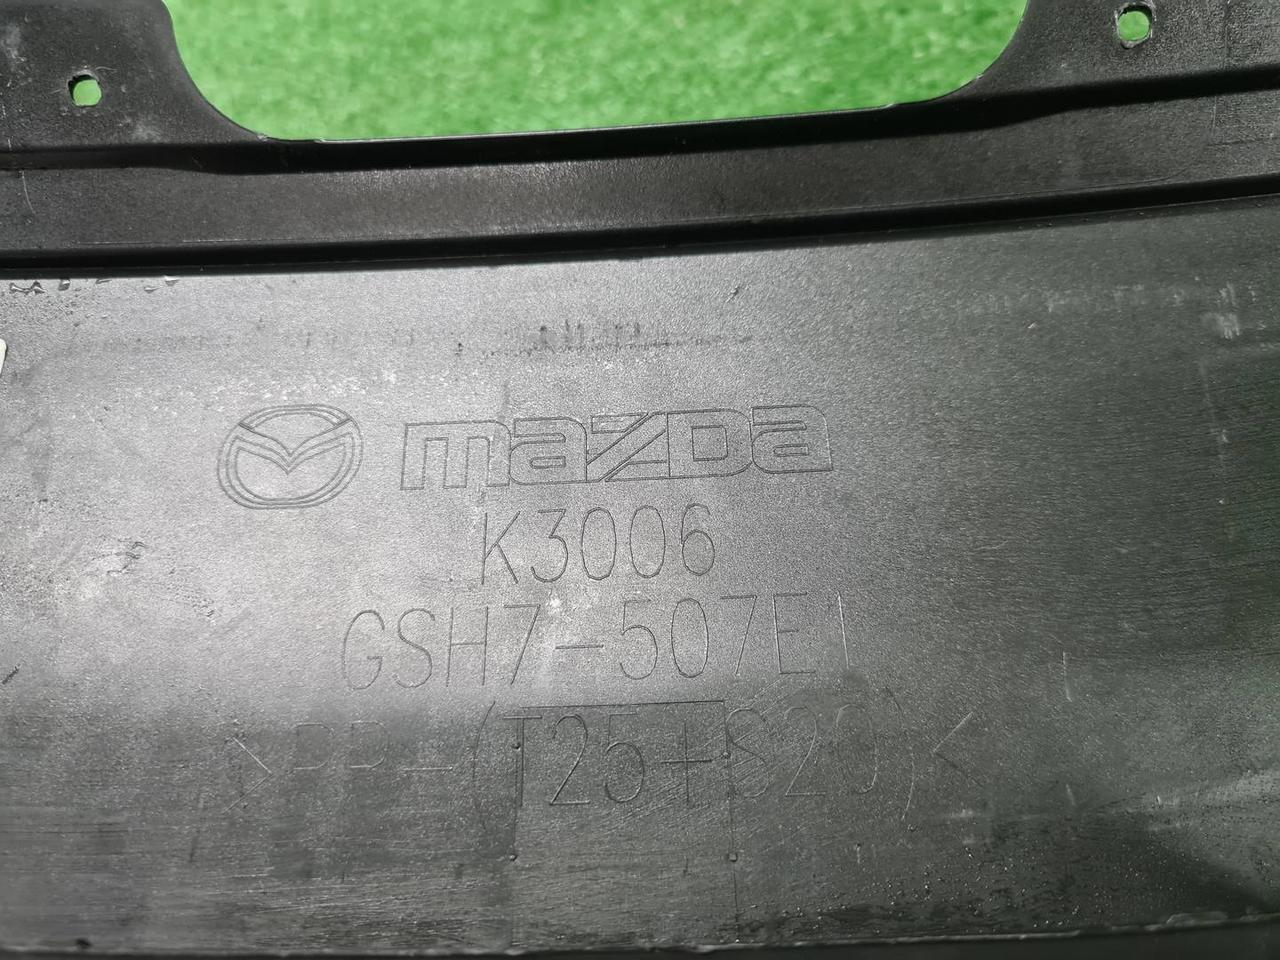 mazda
K3006
GSH7-507E1
>PP-(T25+S20)<